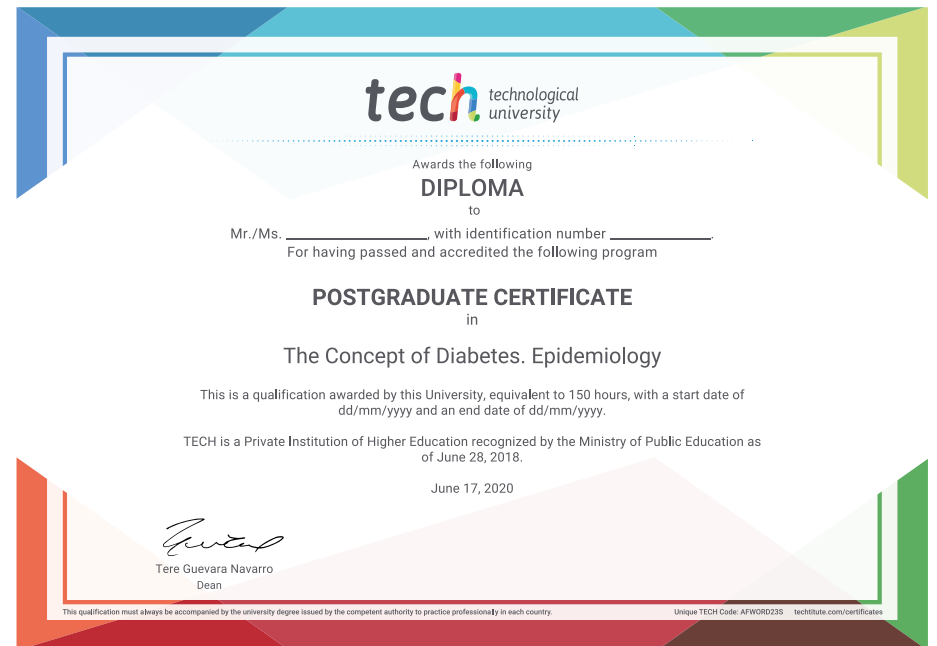 tech technological
university
Awards the following
DIPLOMA
to
Mr./Ms. ____________________, with identification number ______________.
For having passed and accredited the following program
POSTGRADUATE CERTIFICATE
in
The Concept of Diabetes. Epidemiology
This is a qualification awarded by this University, equivalent to 150 hours, with a start date of
dd/mm/yyyy and an end date of dd/mm/yyyy.
TECH is a Private Institution of Higher Education recognized by the Ministry of Public Education as
of June 28, 2018.
June 17, 2020
Tere Guevara Navarro
Dean
This qualification must always be accompanied by the university degree issued by the competent authority to practice professionally in each country. Unique TECH Code: AFWORD23S techtitute.com/certificates